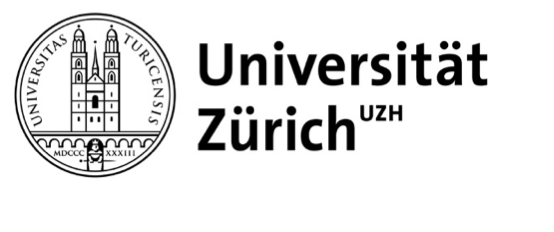 UNIVERSITAS TURICENSIS
MDCCC XXXIII
Universität
Zürich UZH